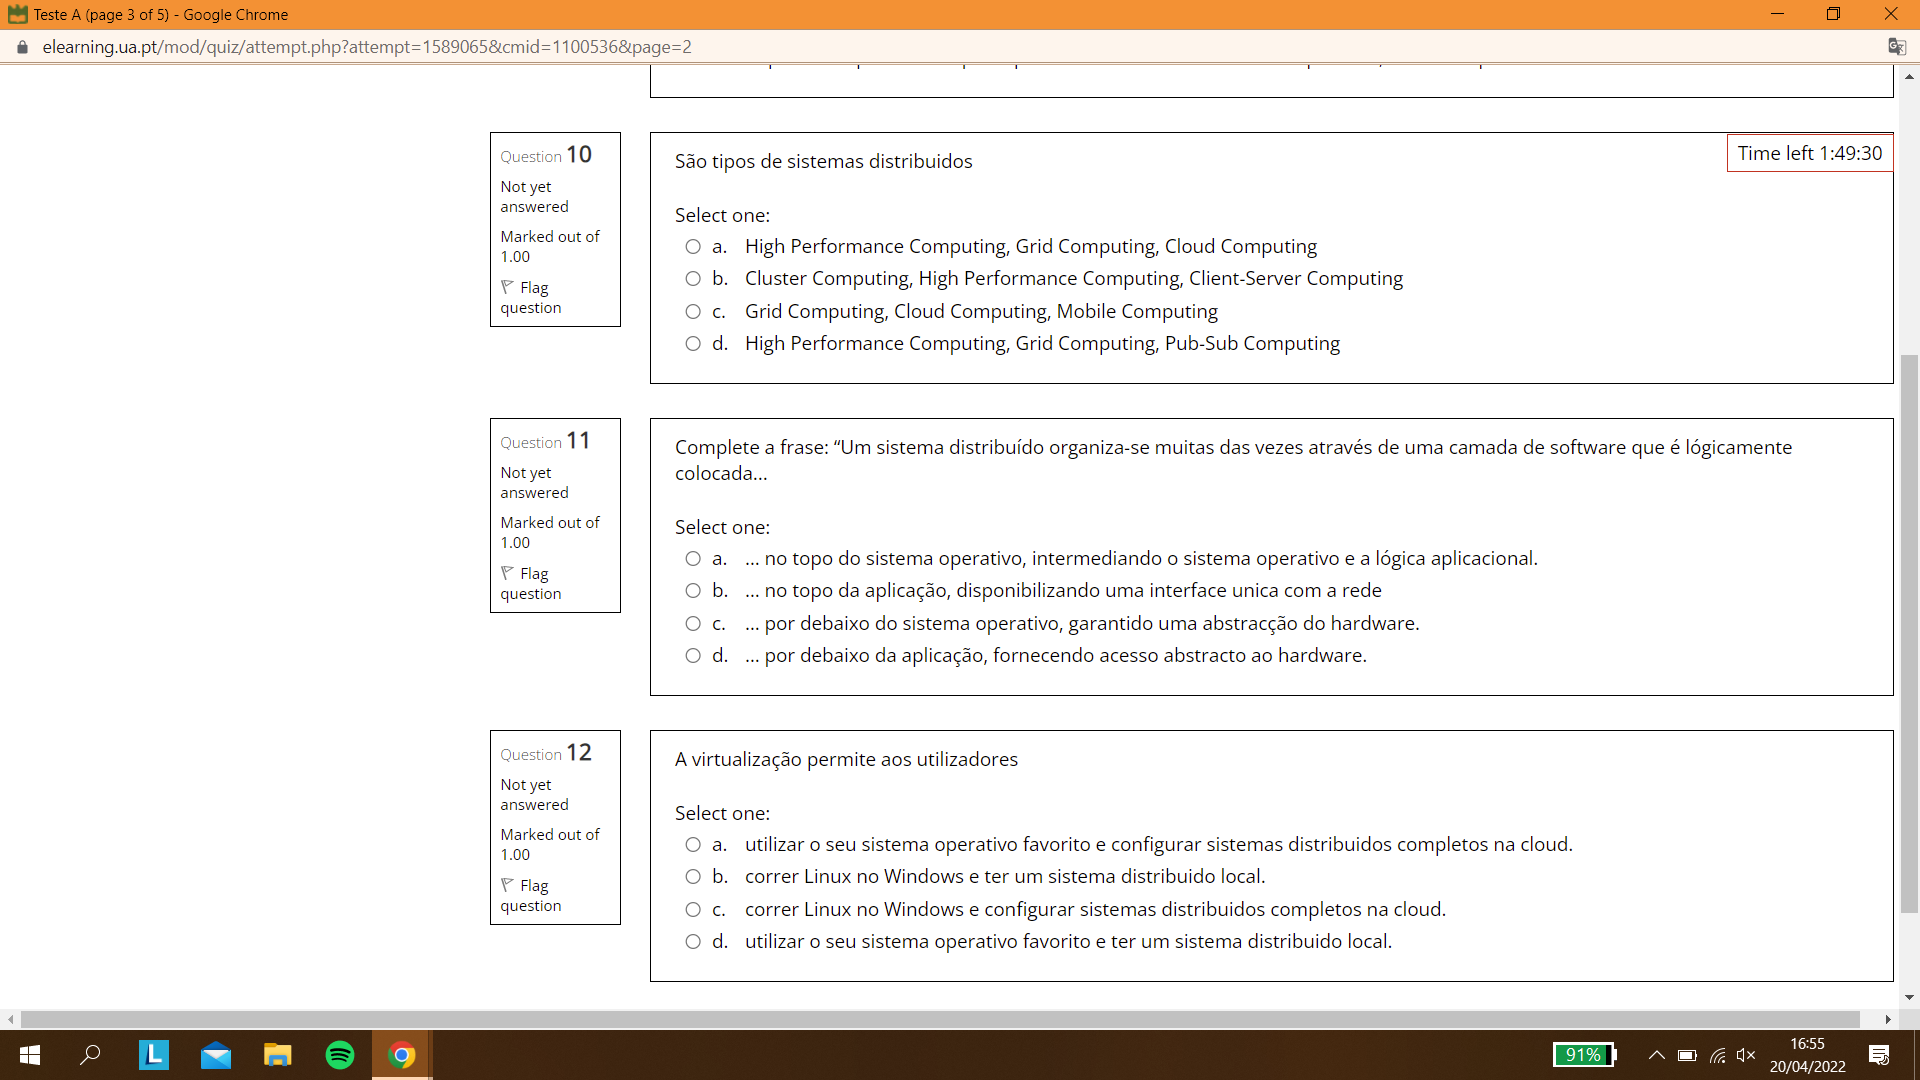 Teste A (page 3 of 5) - Google Chrome
elearning.ua.pt/mod/quiz/attempt.php?attempt=1589065&cmid=1100536&page=2
Question 10
Not yet
answered
Marked out of
1.00
Flag
question
Time left 1:49:30
São tipos de sistemas distribuidos
Select one:
a. High Performance Computing, Grid Computing, Cloud Computing
b. Cluster Computing, High Performance Computing, Client-Server Computing
c. Grid Computing, Cloud Computing, Mobile Computing
d. High Performance Computing, Grid Computing, Pub-Sub Computing
Question 11
Not yet
answered
Marked out of
1.00
Flag
question
Complete a frase: “Um sistema distribuído organiza-se muitas das vezes através de uma camada de software que é lógicamente
colocada...
Select one:
a. ... no topo do sistema operativo, intermediando o sistema operativo e a lógica aplicacional.
b. ... no topo da aplicação, disponibilizando uma interface unica com a rede
c. ... por debaixo do sistema operativo, garantido uma abstracção do hardware.
d. ... por debaixo da aplicação, fornecendo acesso abstracto ao hardware.
Question 12
Not yet
answered
Marked out of
1.00
Flag
question
A virtualização permite aos utilizadores
Select one:
a. utilizar o seu sistema operativo favorito e configurar sistemas distribuidos completos na cloud.
b. correr Linux no Windows e ter um sistema distribuido local.
c. correr Linux no Windows e configurar sistemas distribuidos completos na cloud.
d. utilizar o seu sistema operativo favorito e ter um sistema distribuido local.
L
91%
16:55
20/04/2022